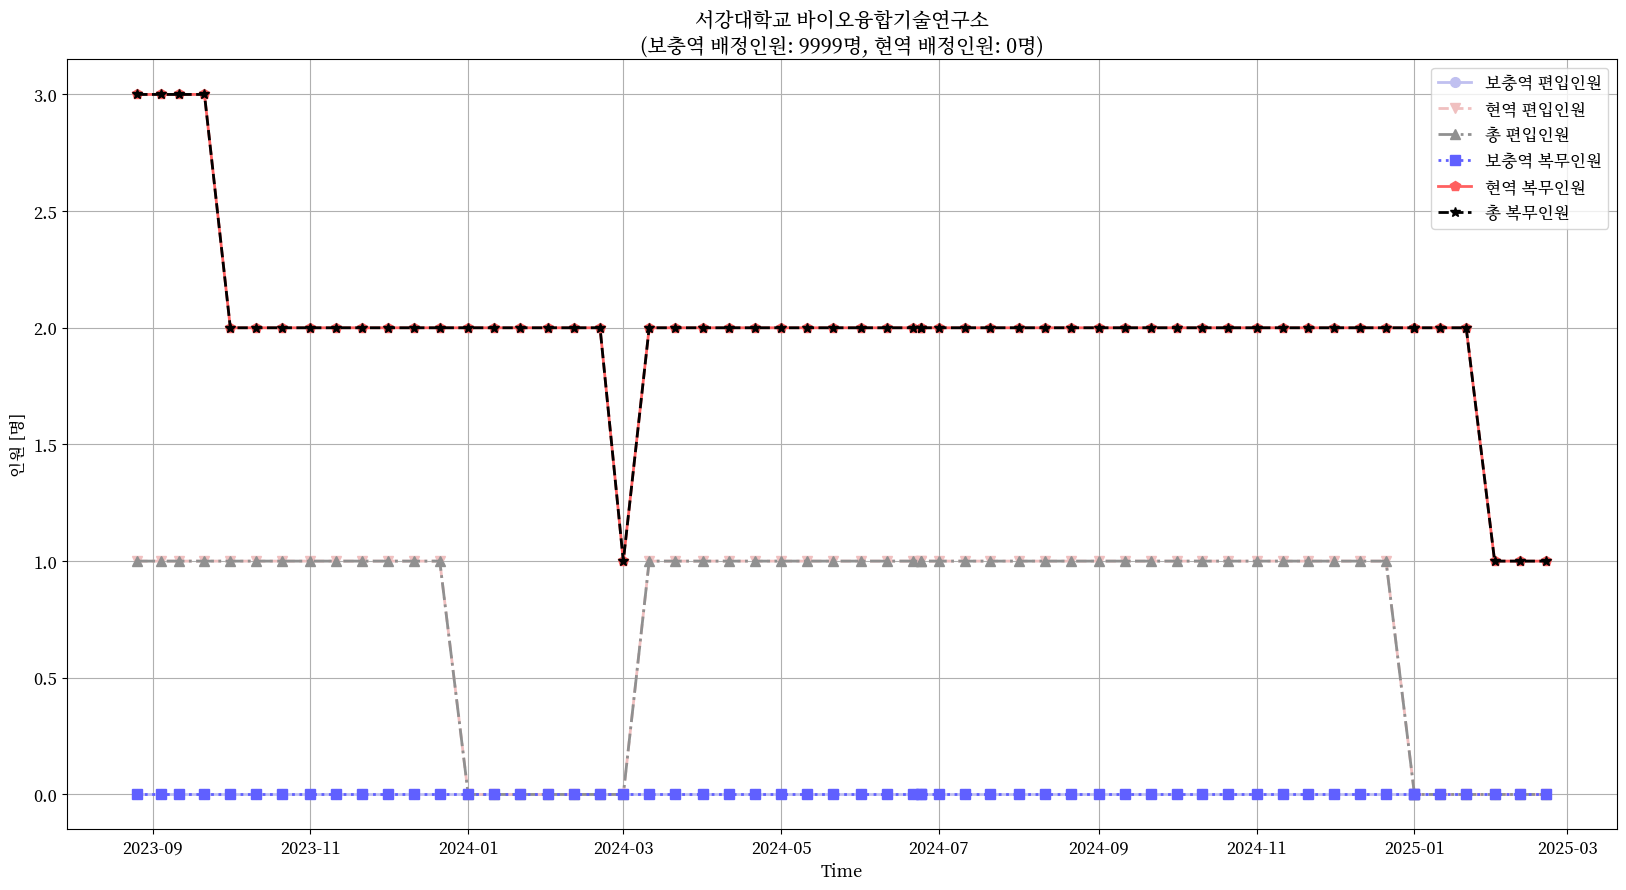 서강대학교 바이오융합기술연구소
(보충역 배정인원: 9999명, 현역 배정인원: 0명)
보충역 편입인원
현역 편입인원
총 편입인원
보충역 복무인원
현역 복무인원
총 복무인원
인원 [명]
3.0
2.5
2.0
1.5
1.0
0.5
0.0
2023-09
2023-11
2024-01
2024-03
2024-05
2024-07
2024-09
2024-11
2025-01
2025-03
Time